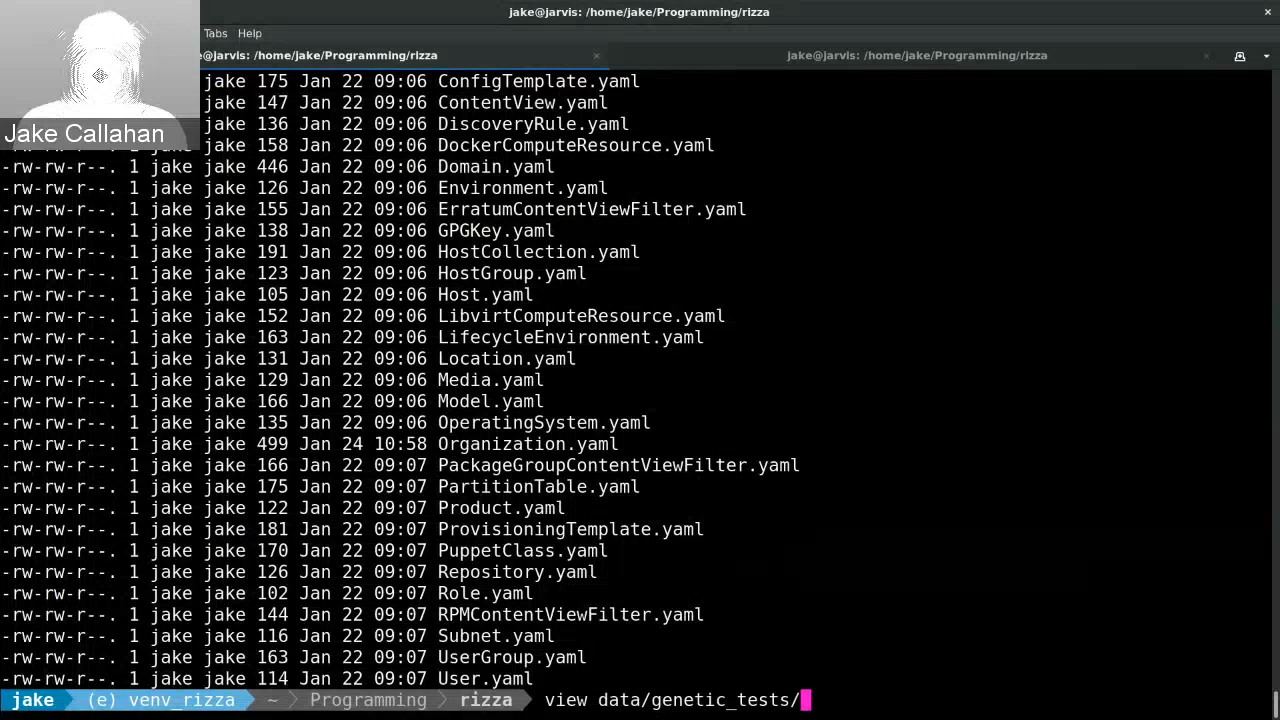 jake@jarvis: /home/jake/Programming/rizza
Tabs Help
e@jarvis: /home/jake/Programming/rizza
jake@jarvis: /home/jake/Programming/rizza
jake 175 Jan 22 09:06 ConfigTemplate.yaml
jake 147 Jan 22 09:06 ContentView.yaml
jake 136 Jan 22 09:06 DiscoveryRule.yaml
Jake Callahan
-rw-rw-r--. 1 jake jake 158 Jan 22 09:06 DockerComputeResource.yaml
-rw-rw-r--. 1 jake jake 446 Jan 22 09:06 Domain.yaml
-rw-rw-r--. 1 jake jake 126 Jan 22 09:06 Environment.yaml
-rw-rw-r--. 1 jake jake 155 Jan 22 09:06 ErratumContentViewFilter.yaml
-rw-rw-r--. 1 jake jake 138 Jan 22 09:06 GPGKey.yaml
-rw-rw-r--. 1 jake jake 191 Jan 22 09:06 HostCollection.yaml
-rw-rw-r--. 1 jake jake 123 Jan 22 09:06 HostGroup.yaml
-rw-rw-r--. 1 jake jake 105 Jan 22 09:06 Host.yaml
-rw-rw-r--. 1 jake jake 152 Jan 22 09:06 LibvirtComputeResource.yaml
-rw-rw-r--. 1 jake jake 163 Jan 22 09:06 LifecycleEnvironment.yaml
-rw-rw-r--. 1 jake jake 131 Jan 22 09:06 Location.yaml
-rw-rw-r--. 1 jake jake 129 Jan 22 09:06 Media.yaml
-rw-rw-r--. 1 jake jake 166 Jan 22 09:06 Model.yaml
-rw-rw-r--. 1 jake jake 135 Jan 22 09:06 OperatingSystem.yaml
-rw-rw-r--. 1 jake jake 499 Jan 24 10:58 Organization.yaml
-rw-rw-r--. 1 jake jake 166 Jan 22 09:07 PackageGroupContentViewFilter.yaml
-rw-rw-r--. 1 jake jake 175 Jan 22 09:07 PartitionTable.yaml
-rw-rw-r--. 1 jake jake 122 Jan 22 09:07 Product.yaml
-rw-rw-r--. 1 jake jake 181 Jan 22 09:07 ProvisioningTemplate.yaml
-rw-rw-r--. 1 jake jake 170 Jan 22 09:07 PuppetClass.yaml
-rw-rw-r--. 1 jake jake 126 Jan 22 09:07 Repository.yaml
-rw-rw-r--. 1 jake jake 102 Jan 22 09:07 Role.yaml
-rw-rw-r--. 1 jake jake 144 Jan 22 09:07 RPMContentViewFilter.yaml
-rw-rw-r--. 1 jake jake 116 Jan 22 09:07 Subnet.yaml
-rw-rw-r--. 1 jake jake 163 Jan 22 09:07 UserGroup.yaml
-rw-rw-r--. 1 jake jake 114 Jan 22 09:07 User.yaml
jake (e) venv_rizza ~ Programming rizza view data/genetic_tests/